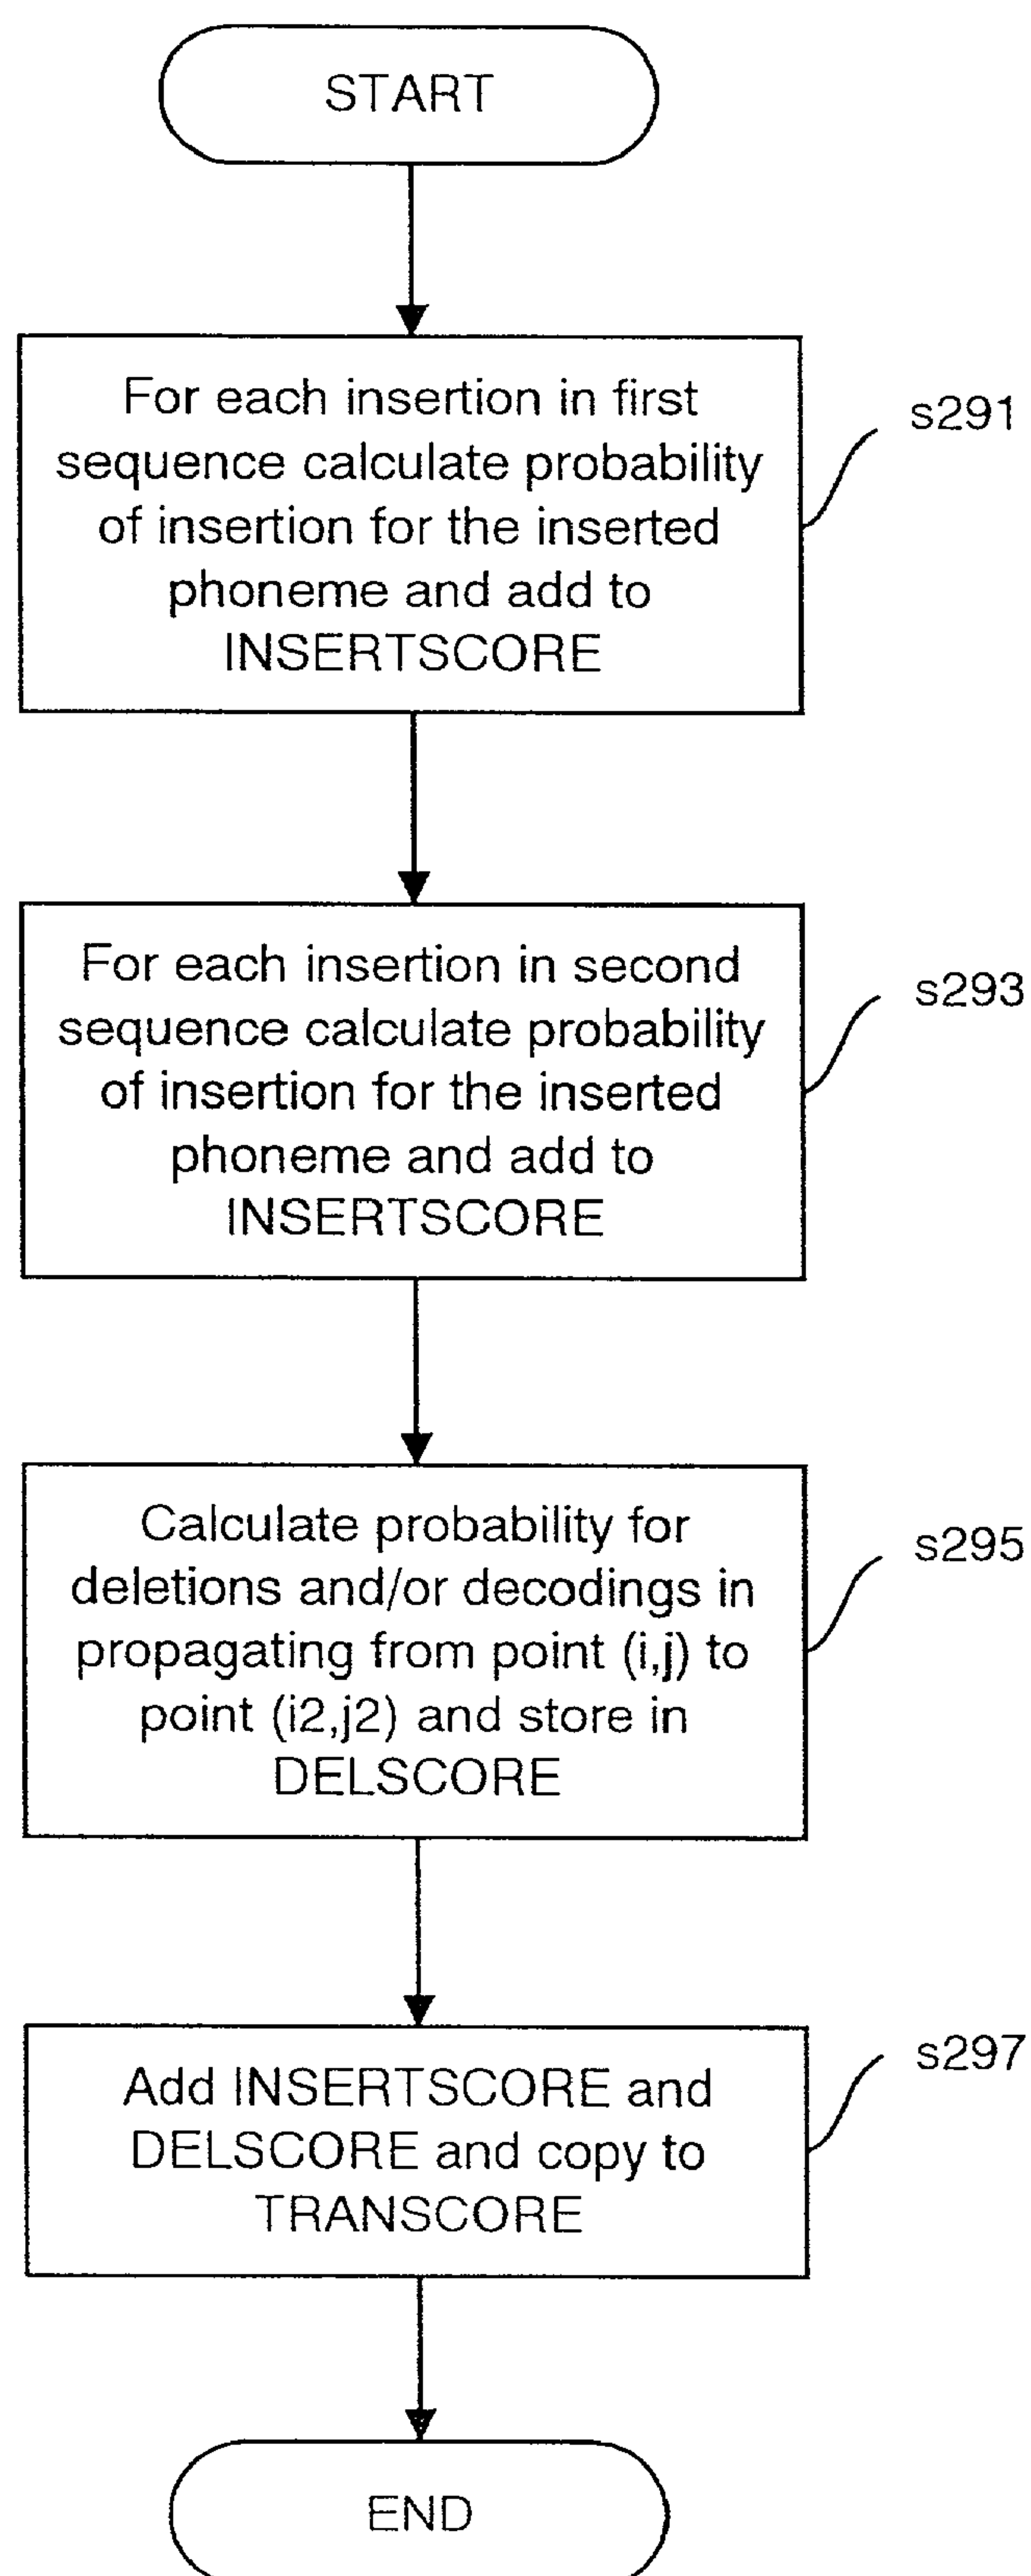 START
For each insertion in first
sequence calculate probability
of insertion for the inserted
phoneme and add to
INSERTSCORE
s291
For each insertion in second
sequence calculate probability
of insertion for the inserted
phoneme and add to
INSERTSCORE
s293
Calculate probability for
deletions and/or decodings in
propagating from point (i,j) to
point (i2,j2) and store in
DELSCORE
s295
Add INSERTSCORE and
DELSCORE and copy to
TRANSCORE
s297
END